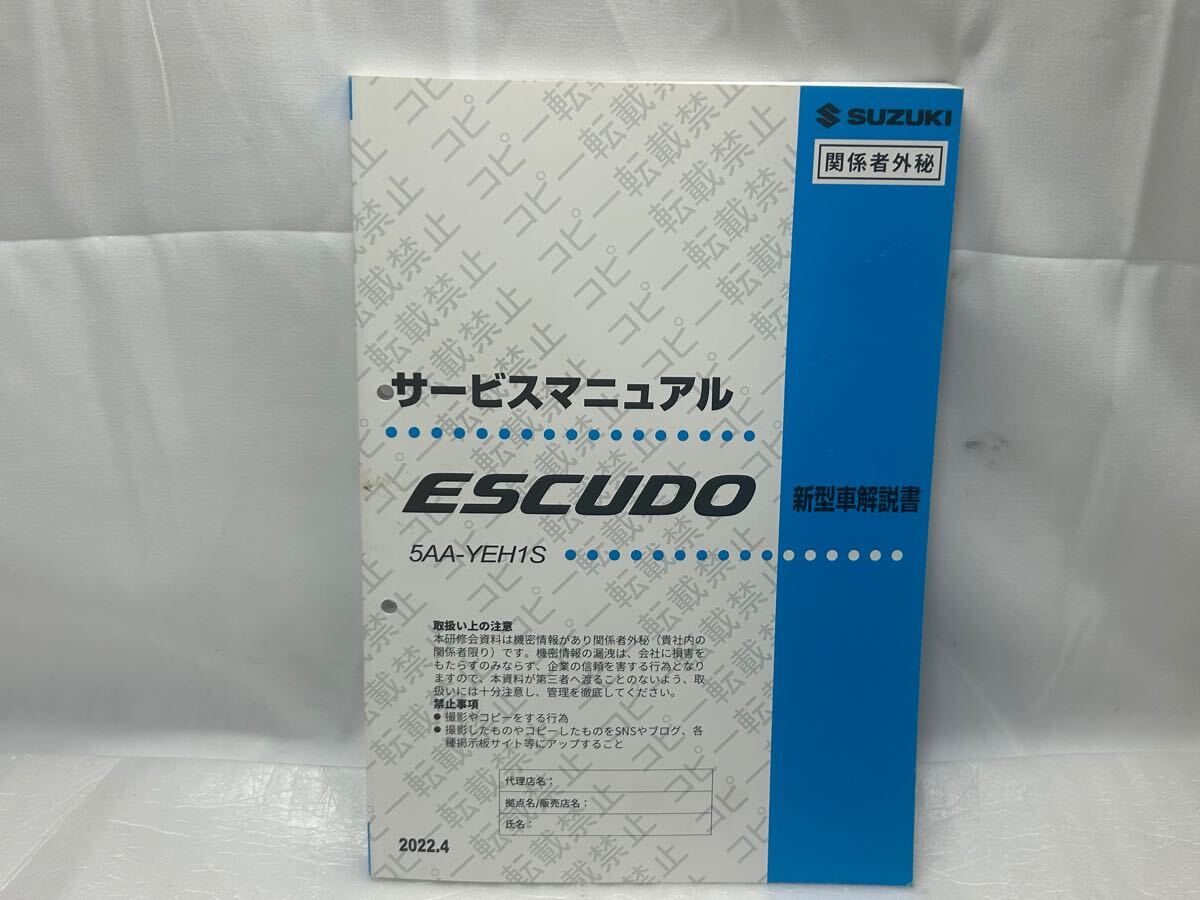 SUZUKI
関係者外秘
サービスマニュアル
ESCUDO
新型車解説書
5AA-YEH1S
取扱い上の注意
本研修会資料は機密情報があり関係者外秘（貴社内の
関係者限り）です。機密情報の漏洩は、会社に損害を
もたらすのみならず、企業の信頼を害する行為となり
ますので、本資料が第三者へ渡ることのないよう、取
扱いには十分注意し、管理を徹底してください。
禁止事項
● 撮影やコピーをする行為
● 撮影したものやコピーしたものをSNSやブログ、各
種掲示板サイト等にアップすること
代理店名：
拠点名/販売店名：
氏名：
2022.4
コピー転載禁止。